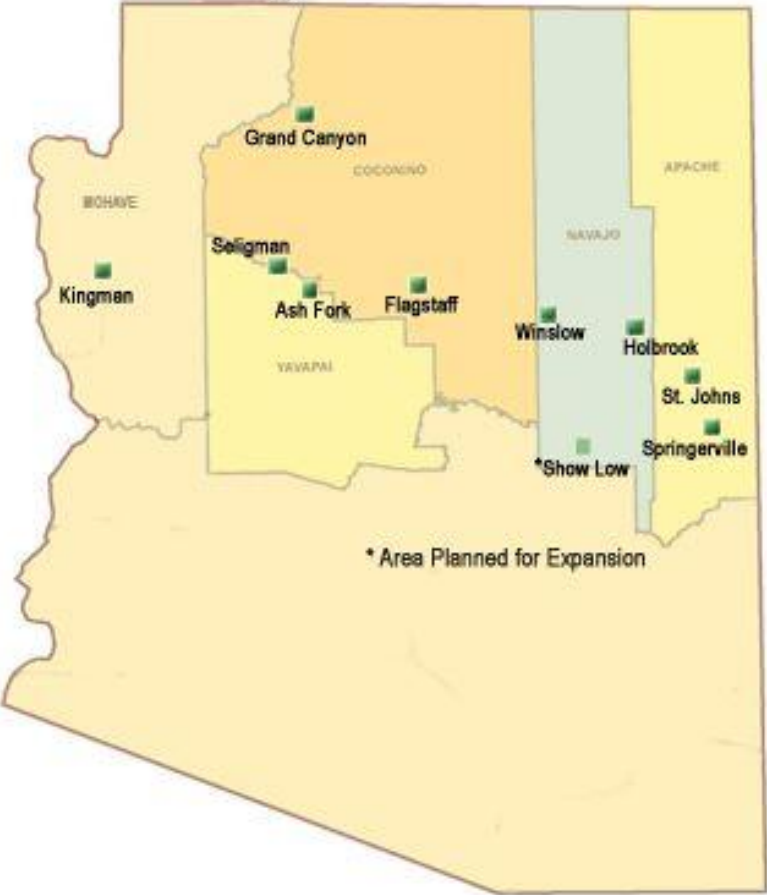 Grand Canyon
COCONINO
APACHE
MOHAVE
NAVAJO
Seligman
Kingman
Ash Fork
Flagstaff
Winslow
Holbrook
YAVAPAI
St. Johns
Springerville
*Show Low
* Area Planned for Expansion